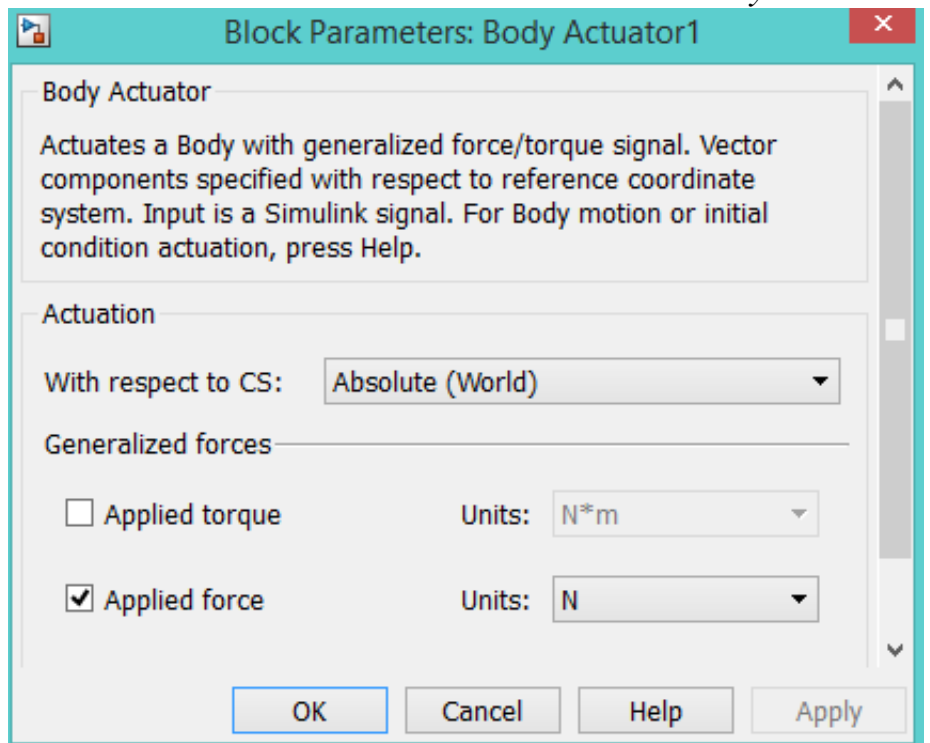 Block Parameters: Body Actuator1
Body Actuator
Actuates a Body with generalized force/torque signal. Vector
components specified with respect to reference coordinate
system. Input is a Simulink signal. For Body motion or initial
condition actuation, press Help.
Actuation
With respect to CS: Absolute (World)
Generalized forces
Applied torque Units: N*m
Applied force Units: N
OK Cancel Help Apply